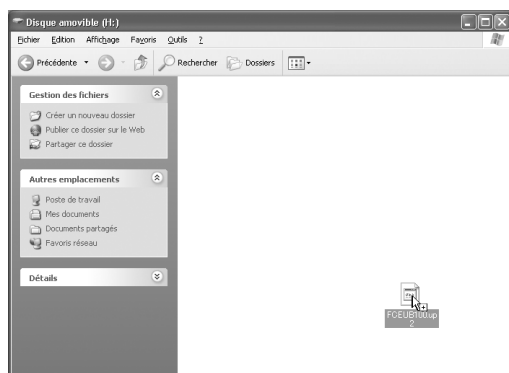 Disque amovible (H:)
Fichier Edition Affichage Favoris Outils ?
Précédente Rechercher Dossiers
Gestion des fichiers
Créer un nouveau dossier
Publier ce dossier sur le Web
Partager ce dossier
Autres emplacements
Poste de travail
Mes documents
Documents partagés
Favoris réseau
Détails
FCEUB100.up
2